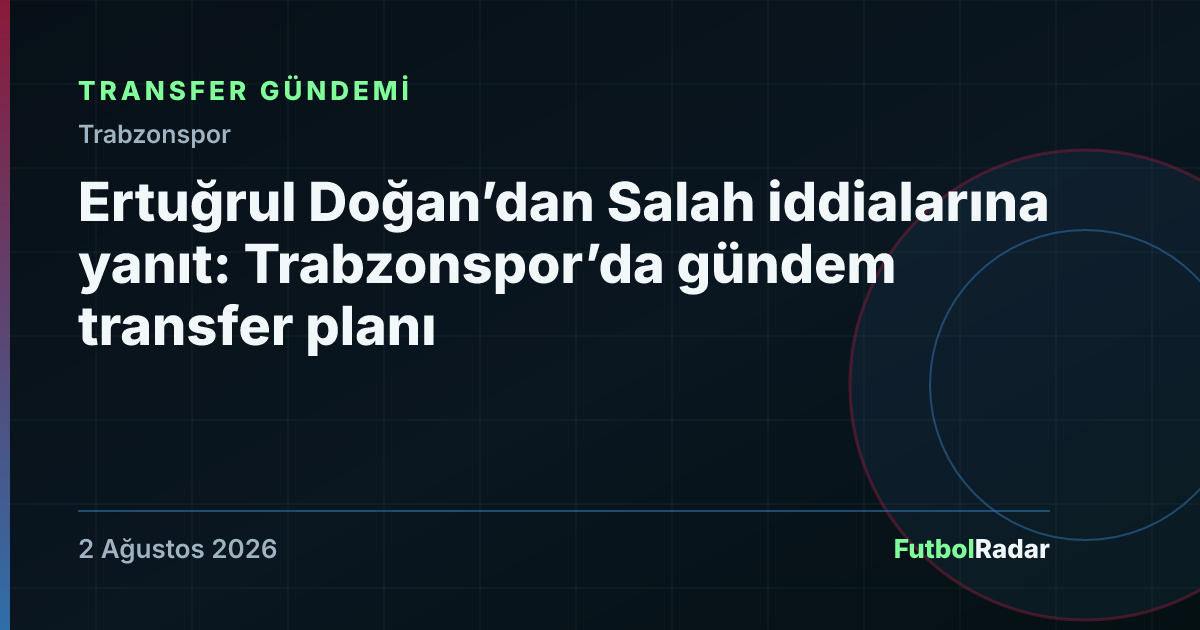 TRANSFER GÜNDEMİ
Trabzonspor
Ertuğrul Doğan’dan Salah iddialarına
yanıt: Trabzonspor’da gündem
transfer planı
2 Ağustos 2026
FutbolRadar